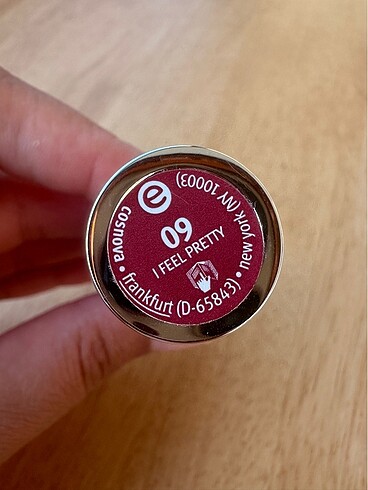 e
09
I FEEL PRETTY
cosnova • frankfurt (D-65843) • new york (NY 10003)